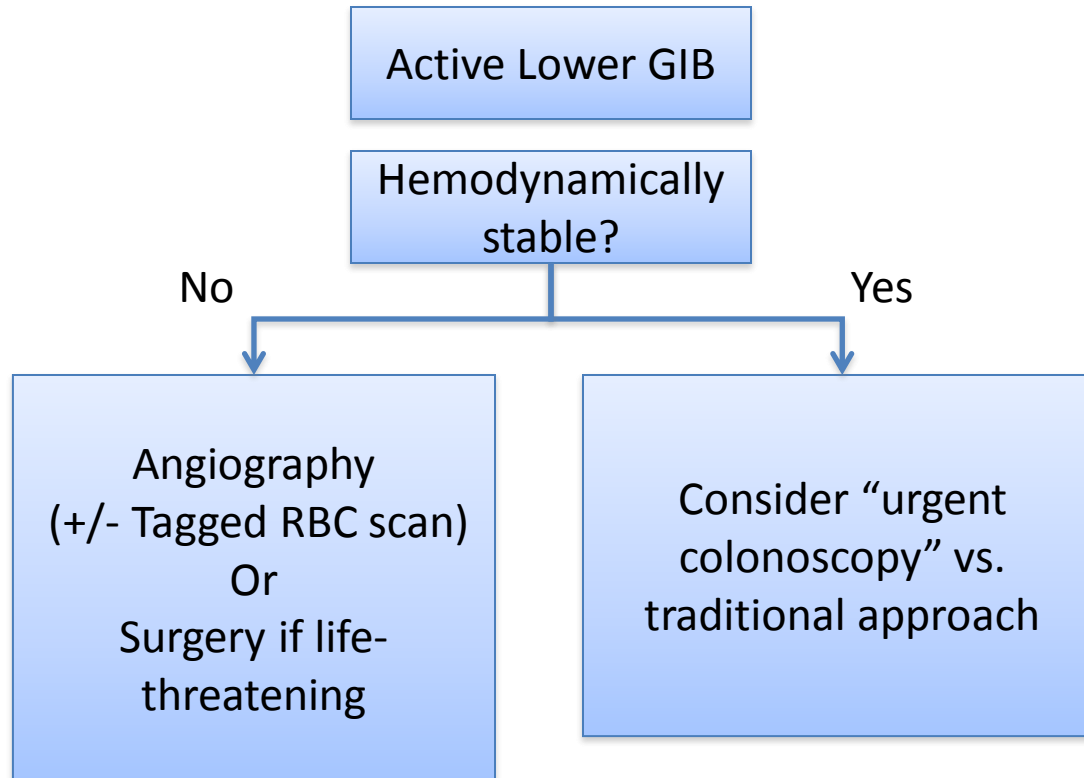 Active Lower GIB
Hemodynamically
stable?
No
Yes
Angiography
(+/- Tagged RBC scan)
Or
Surgery if life-
threatening
Consider “urgent
colonoscopy” vs.
traditional approach